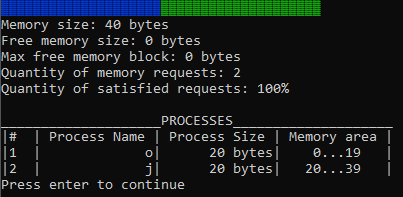 Memory size: 40 bytes
Free memory size: 0 bytes
Max free memory block: 0 bytes
Quantity of memory requests: 2
Quantity of satisfied requests: 100%
____________________PROCESSES____________________
|# | Process Name | Process Size | Memory area |
|1 | o| 20 bytes| 0...19 |
|2 | j| 20 bytes| 20...39 |
Press enter to continue